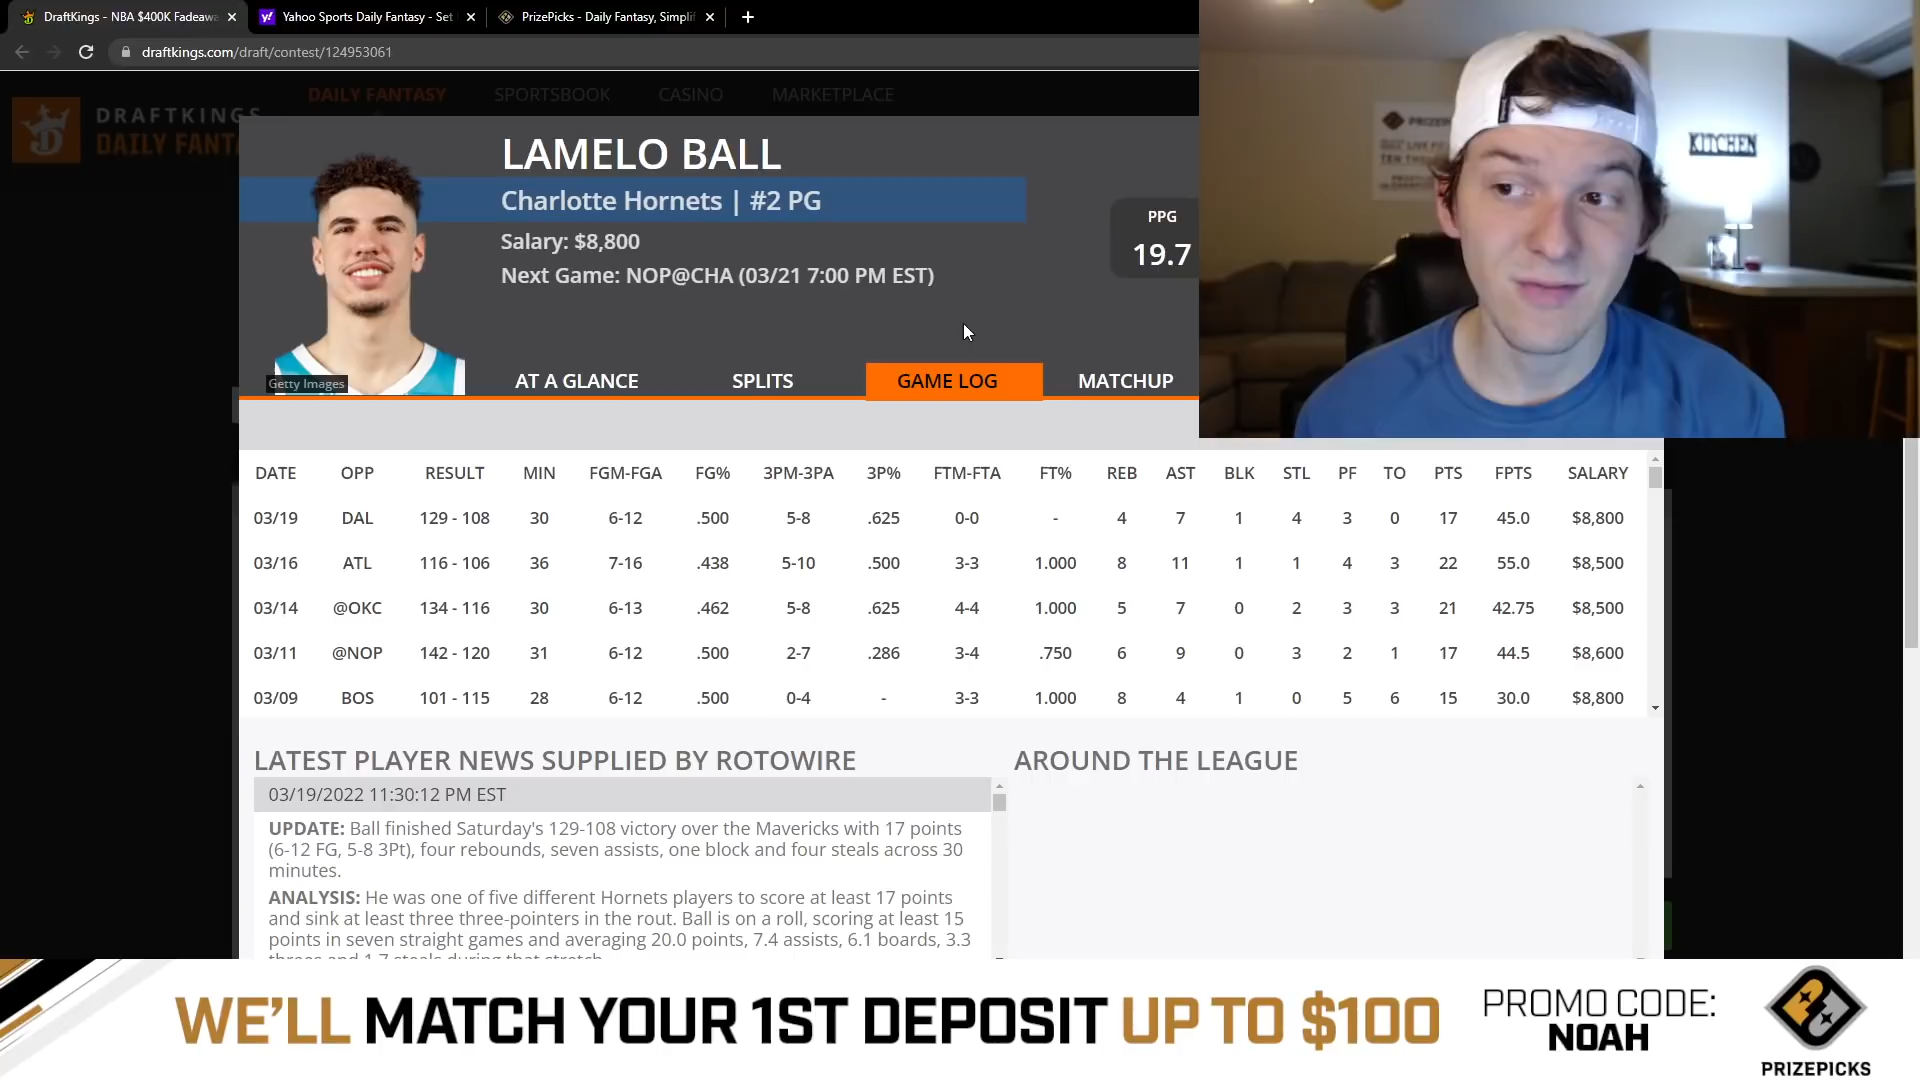 DraftKings - NBA $400K Fadeaw
Yahoo Sports Daily Fantasy - Set
PrizePicks - Daily Fantasy, Simplif
draftkings.com/draft/contest/124953061
DRAFTKINGS
DAILY FANTA
DAILY FANTASY SPORTSBOOK CASINO MARKETPLACE
LAMELO BALL
Charlotte Hornets | #2 PG
Salary: $8,800
Next Game: NOP@CHA (03/21 7:00 PM EST)
PPG
19.7
Getty Images
AT A GLANCE SPLITS GAME LOG MATCHUP
PRIZEPI
KITCHEN
DATE OPP RESULT MIN FGM-FGA FG% 3PM-3PA 3P% FTM-FTA FT% REB AST BLK STL PF TO PTS FPTS SALARY
03/19 DAL 129 - 108 30 6-12 .500 5-8 .625 0-0 - 4 7 1 4 3 0 17 45.0 $8,800
03/16 ATL 116 - 106 36 7-16 .438 5-10 .500 3-3 1.000 8 11 1 1 4 3 22 55.0 $8,500
03/14 @OKC 134 - 116 30 6-13 .462 5-8 .625 4-4 1.000 5 7 0 2 3 3 21 42.75 $8,500
03/11 @NOP 142 - 120 31 6-12 .500 2-7 .286 3-4 .750 6 9 0 3 2 1 17 44.5 $8,600
03/09 BOS 101 - 115 28 6-12 .500 0-4 - 3-3 1.000 8 4 1 0 5 6 15 30.0 $8,800
LATEST PLAYER NEWS SUPPLIED BY ROTOWIRE
03/19/2022 11:30:12 PM EST
UPDATE: Ball finished Saturday's 129-108 victory over the Mavericks with 17 points
(6-12 FG, 5-8 3Pt), four rebounds, seven assists, one block and four steals across 30
minutes.
ANALYSIS: He was one of five different Hornets players to score at least 17 points
and sink at least three three-pointers in the rout. Ball is on a roll, scoring at least 15
points in seven straight games and averaging 20.0 points, 7.4 assists, 6.1 boards, 3.3
threes and 1.7 steals during that stretch.
AROUND THE LEAGUE
WE'LL MATCH YOUR 1ST DEPOSIT UP TO $100
PROMO CODE:
NOAH
PRIZEPICKS